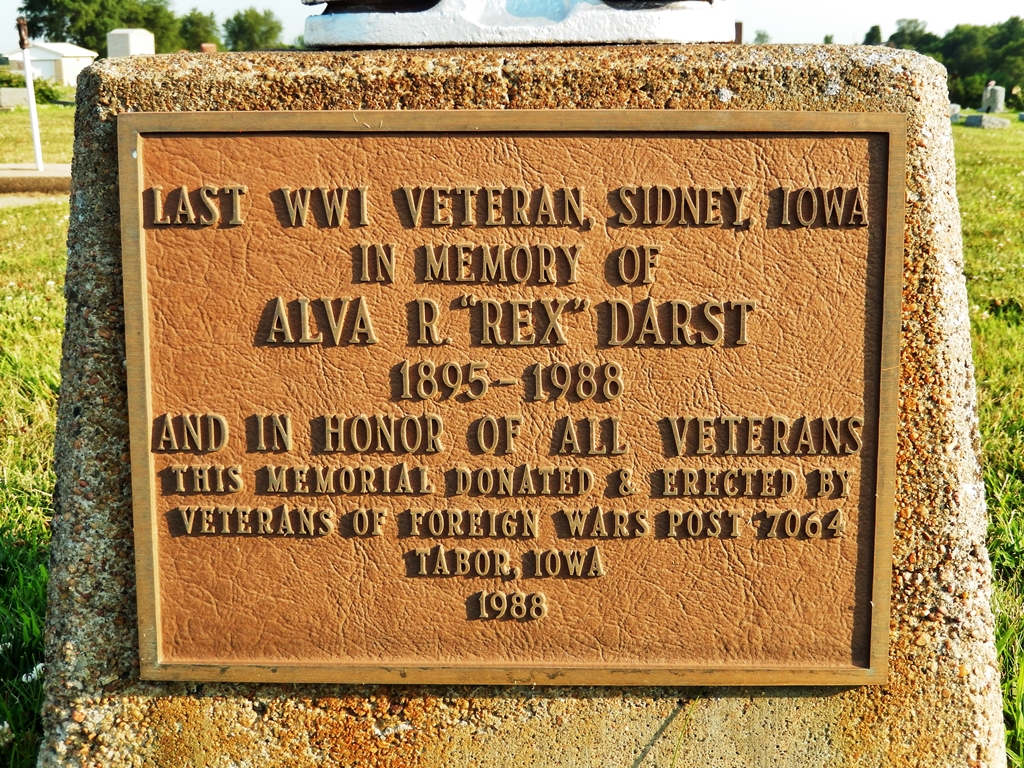 LAST WWI VETERAN, SIDNEY, IOWA
IN MEMORY OF
ALVA R. "REX" DARST
1895-1988
AND IN HONOR OF ALL VETERANS
THIS MEMORIAL DONATED & ERECTED BY
VETERANS OF FOREIGN WARS POST 7064
TABOR, IOWA
1988